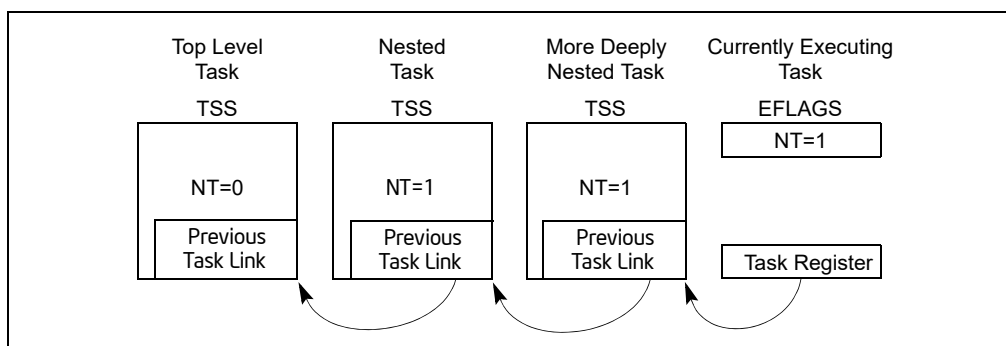 Top Level
Task
TSS
NT=0
Previous
Task Link
Nested
Task
TSS
NT=1
Previous
Task Link
More Deeply
Nested Task
TSS
NT=1
Previous
Task Link
Currently Executing
Task
EFLAGS
NT=1
Task Register